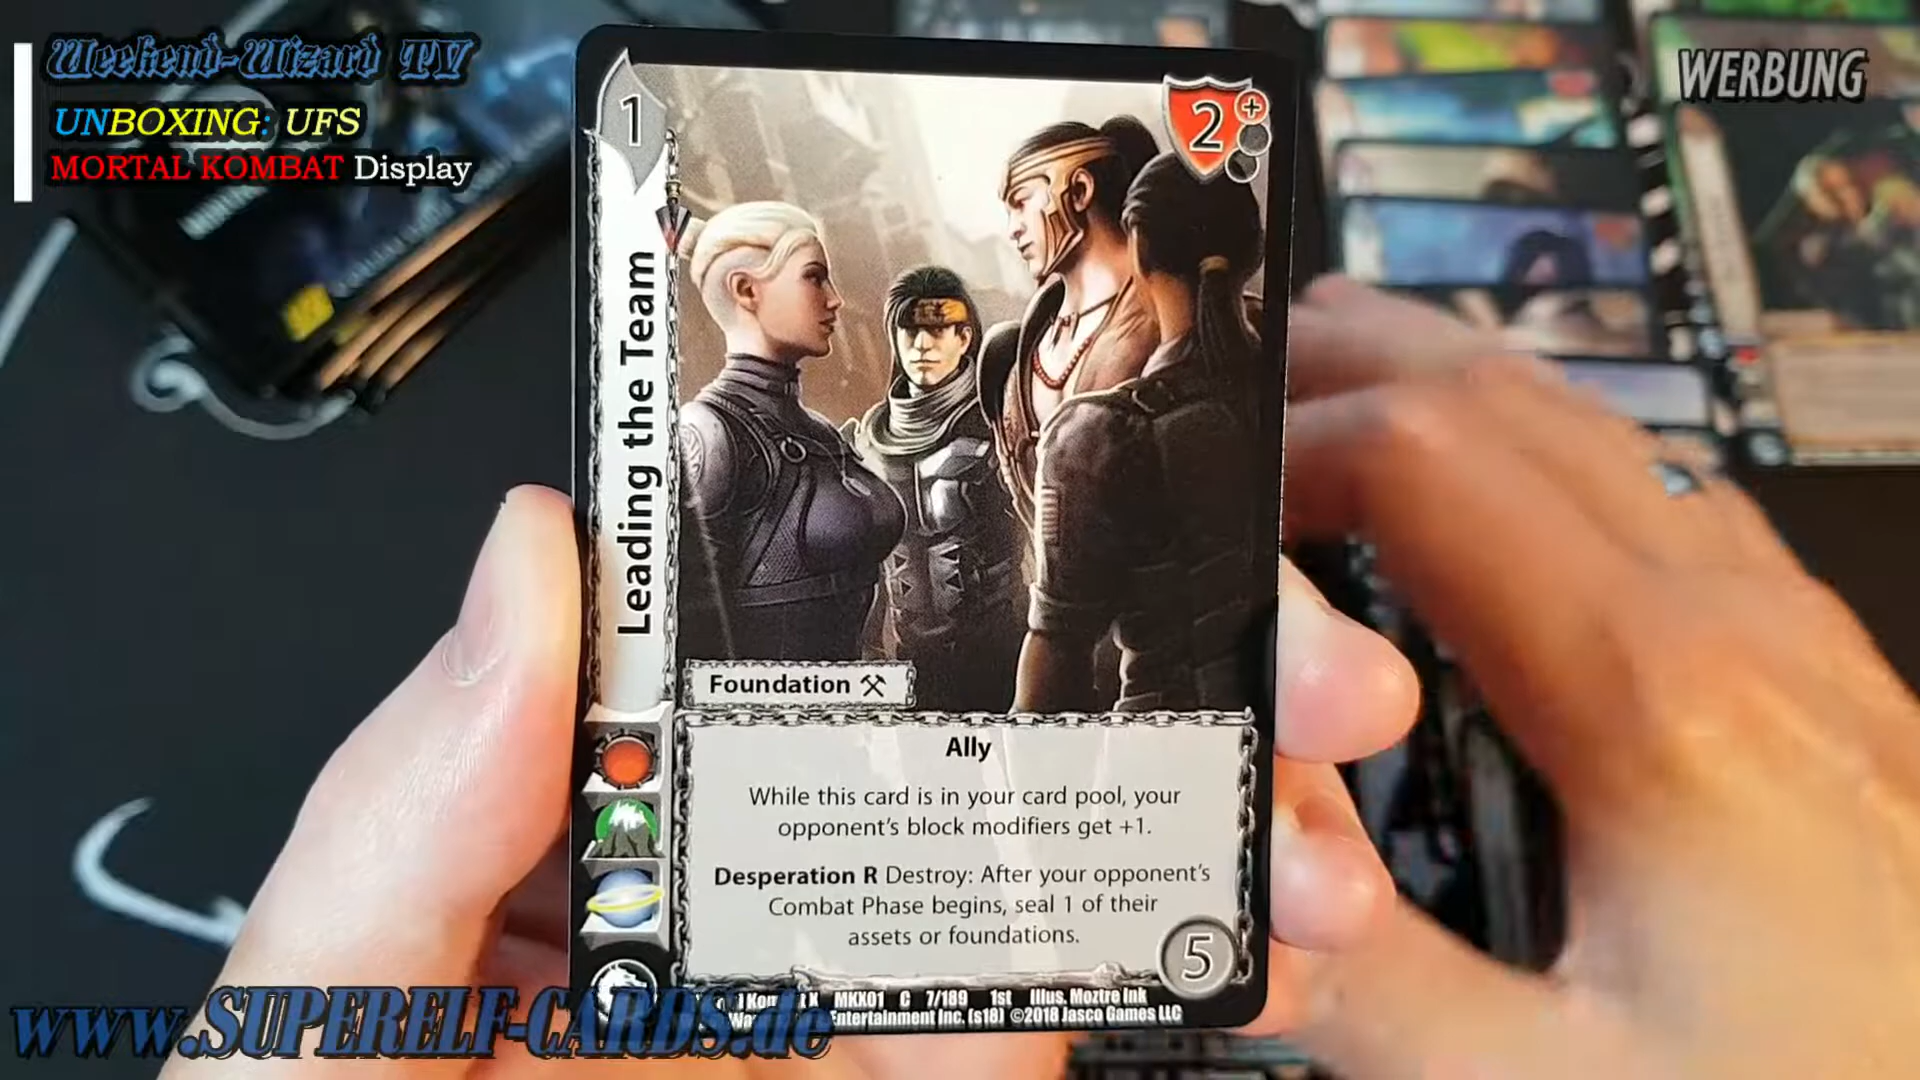 Weekend-Wizard TV
UNBOXING: UFS
MORTAL KOMBAT Display
WERBUNG
1
2
+
Leading the Team
Foundation
Ally
While this card is in your card pool, your
opponent's block modifiers get +1.
Desperation R Destroy: After your opponent's
Combat Phase begins, seal 1 of their
assets or foundations.
5
MKX01 C 7/189 1st Illus. Moztre Ink
Entertainment Inc. (s18) ©2018 Jasco Games LLC
www.SUPERELF-CARDS.de